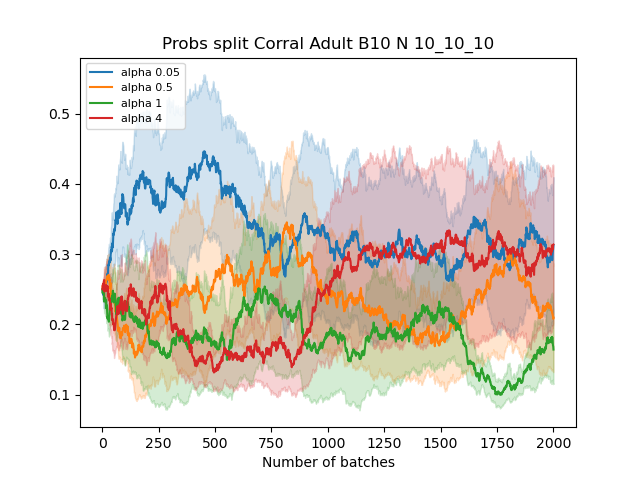 Probs split Corral Adult B10 N 10_10_10
alpha 0.05
alpha 0.5
alpha 1
alpha 4
0.5
0.4
0.3
0.2
0.1
0 250 500 750 1000 1250 1500 1750 2000
Number of batches